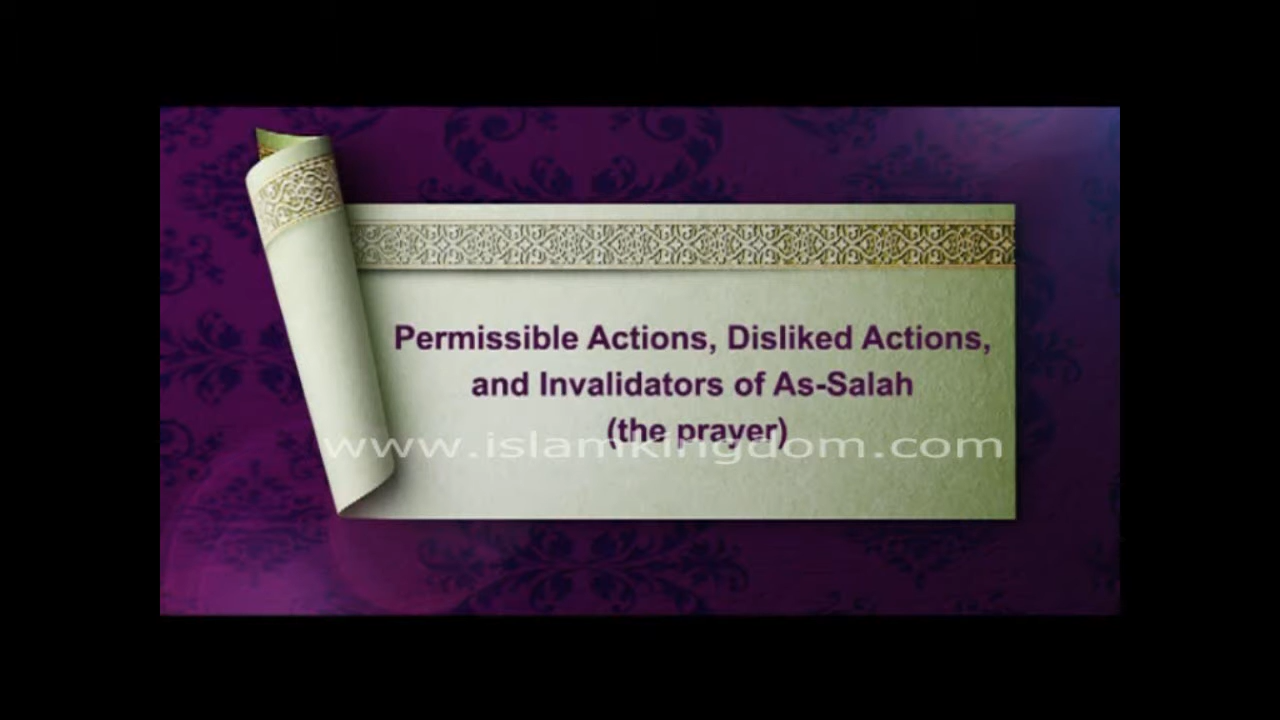 Permissible Actions, Disliked Actions,
and Invalidators of As-Salah
(the prayer)
www.islamkingdom.com